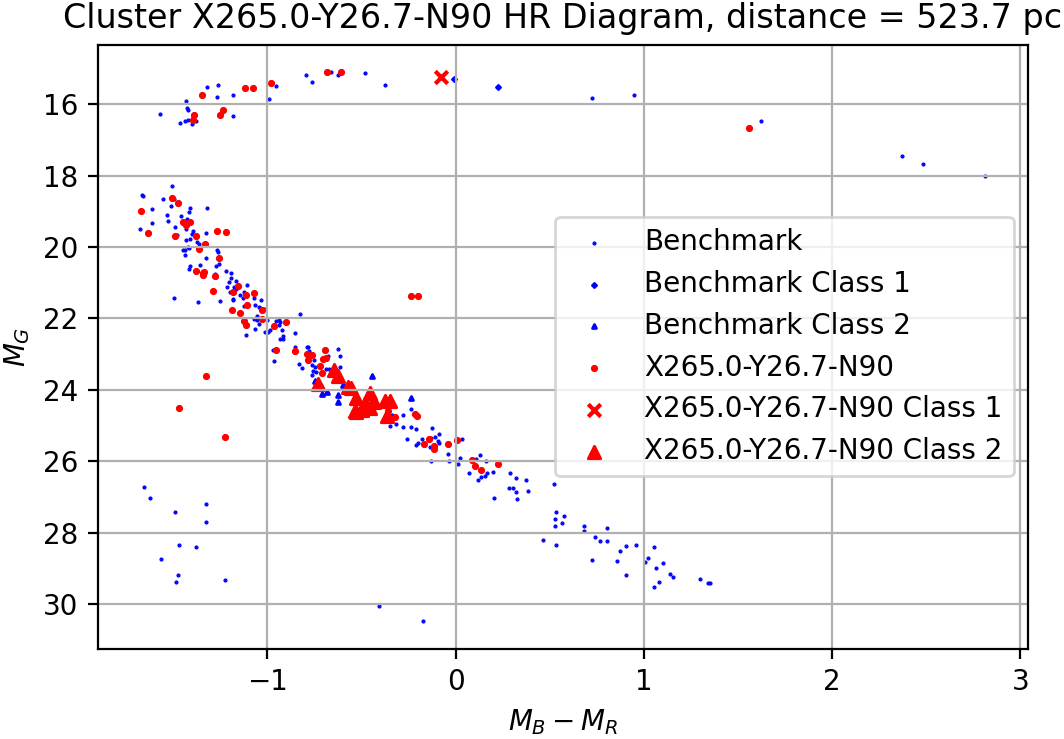 Cluster X265.0-Y26.7-N90 HR Diagram, distance = 523.7 pc
16
18
20
22
24
26
28
30
M_G
Benchmark
Benchmark Class 1
Benchmark Class 2
X265.0-Y26.7-N90
X265.0-Y26.7-N90 Class 1
X265.0-Y26.7-N90 Class 2
−1 0 1 2 3
M_B − M_R